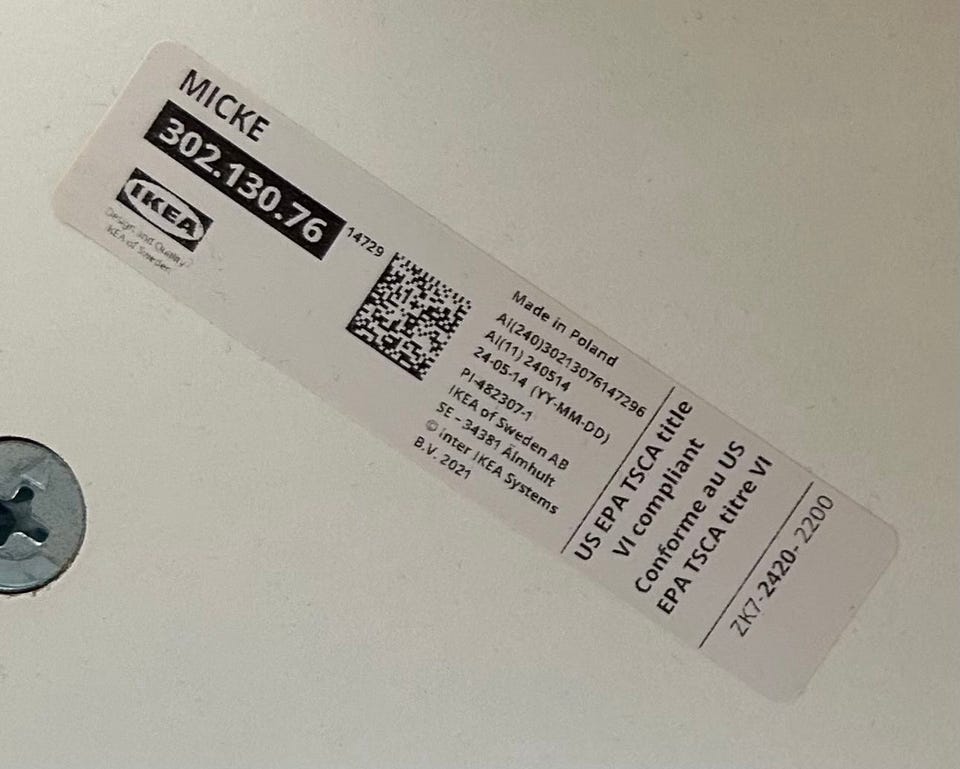 MICKE
302.130.76
14729
IKEA
Design and Quality
IKEA of Sweden
Made in Poland
AI(240)30213076147296
AI(11) 240514
24-05-14 (YY-MM-DD)
PI-482307-1
IKEA of Sweden AB
SE - 34381 Älmhult
© Inter IKEA Systems
B.V. 2021
US EPA TSCA title
VI compliant
Conforme au US
EPA TSCA titre VI
ZK7-2420-2200